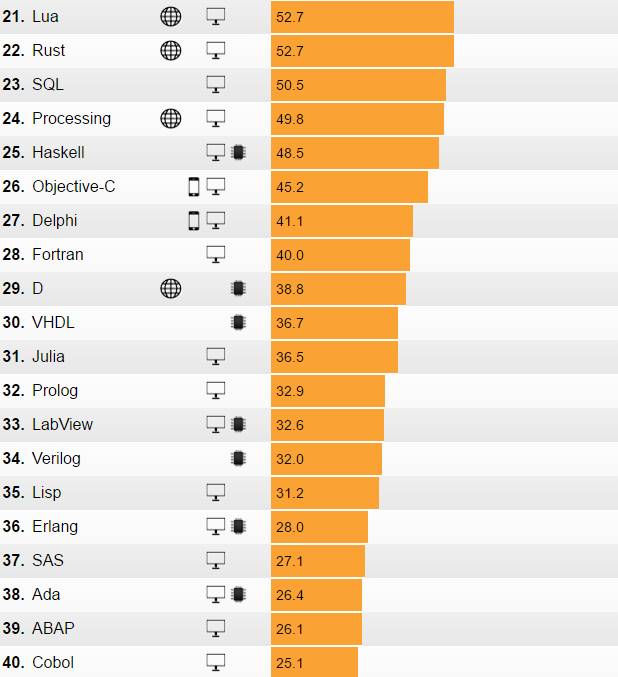 21. Lua 52.7
22. Rust 52.7
23. SQL 50.5
24. Processing 49.8
25. Haskell 48.5
26. Objective-C 45.2
27. Delphi 41.1
28. Fortran 40.0
29. D 38.8
30. VHDL 36.7
31. Julia 36.5
32. Prolog 32.9
33. LabView 32.6
34. Verilog 32.0
35. Lisp 31.2
36. Erlang 28.0
37. SAS 27.1
38. Ada 26.4
39. ABAP 26.1
40. Cobol 25.1